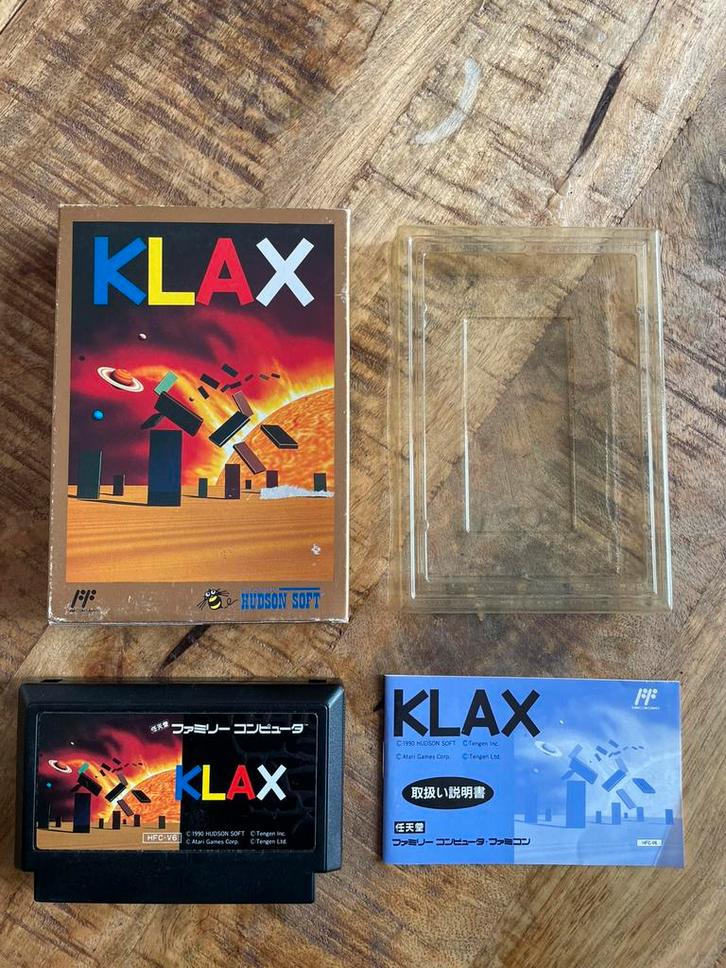 KLAX
HUDSON SOFT
任天堂 ファミリー コンピュータ
KLAX
HFC-V6
©1990 HUDSON SOFT ©Tengen Inc.
©Atari Games Corp. ©Tengen Ltd.
KLAX
©1990 HUDSON SOFT ©Tengen Inc.
©Atari Games Corp. ©Tengen Ltd.
取扱い説明書
任天堂
ファミリー コンピュータ・ファミコン
HFC-V6